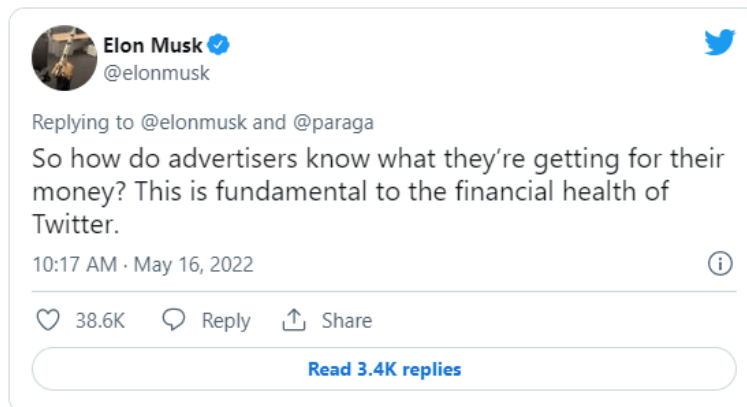 Elon Musk
@elonmusk
Replying to @elonmusk and @paraga
So how do advertisers know what they’re getting for their
money? This is fundamental to the financial health of
Twitter.
10:17 AM · May 16, 2022
38.6K Reply Share
Read 3.4K replies